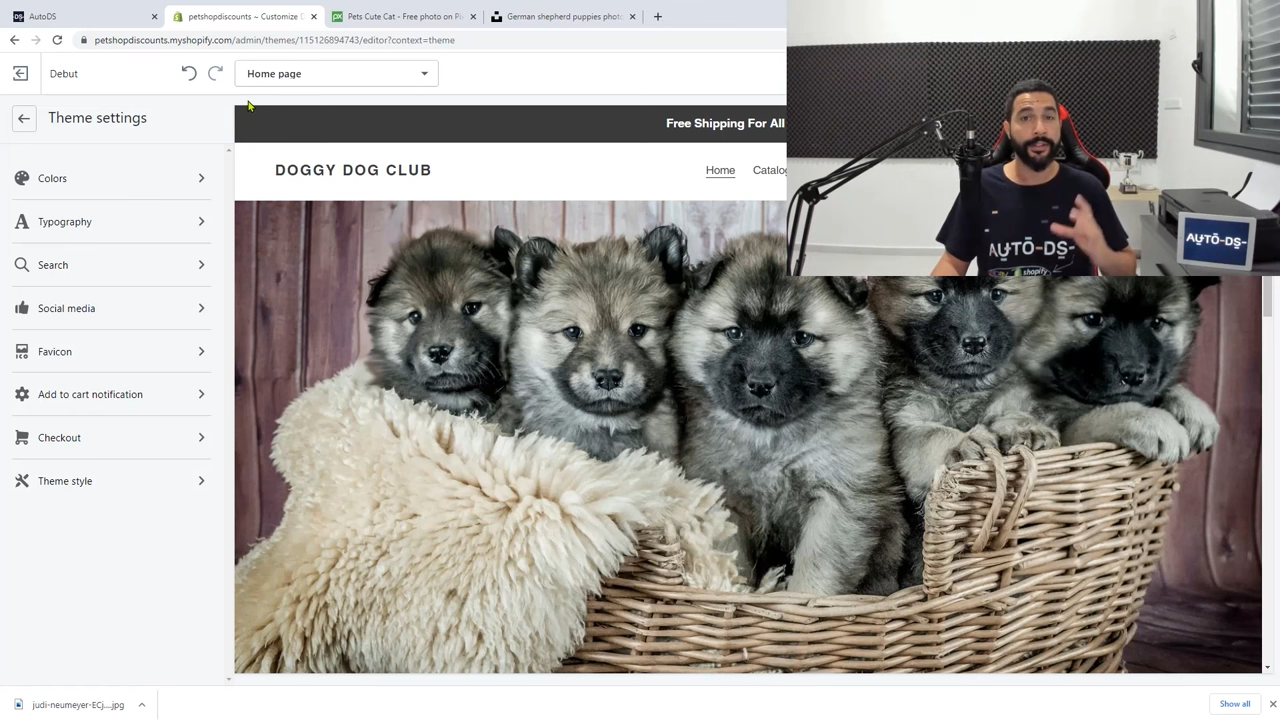 AutoDS
petshopdiscounts ~ Customize D
Pets Cute Cat - Free photo on Pi
German shepherd puppies phot
petshopdiscounts.myshopify.com/admin/themes/115126894743/editor?context=theme
Debut
Home page
Theme settings
Colors
Typography
Search
Social media
Favicon
Add to cart notification
Checkout
Theme style
Free Shipping For All
DOGGY DOG CLUB
Home
Catalog
AUTO-DS-
shopify
AUTO-DS-
judi-neumeyer-ECj....jpg
Show all